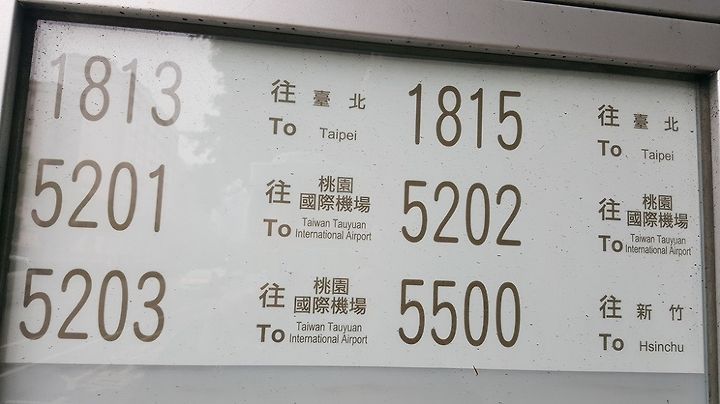 1813 往 臺北 1815 往 臺北
To Taipei To Taipei
5201 往 桃園 5202 往 桃園
國際機場 國際機場
To Taiwan Tauyuan To Taiwan Tauyuan
International Airport International Airport
5203 往 桃園 5500 往 新竹
國際機場
To Taiwan Tauyuan To Hsinchu
International Airport